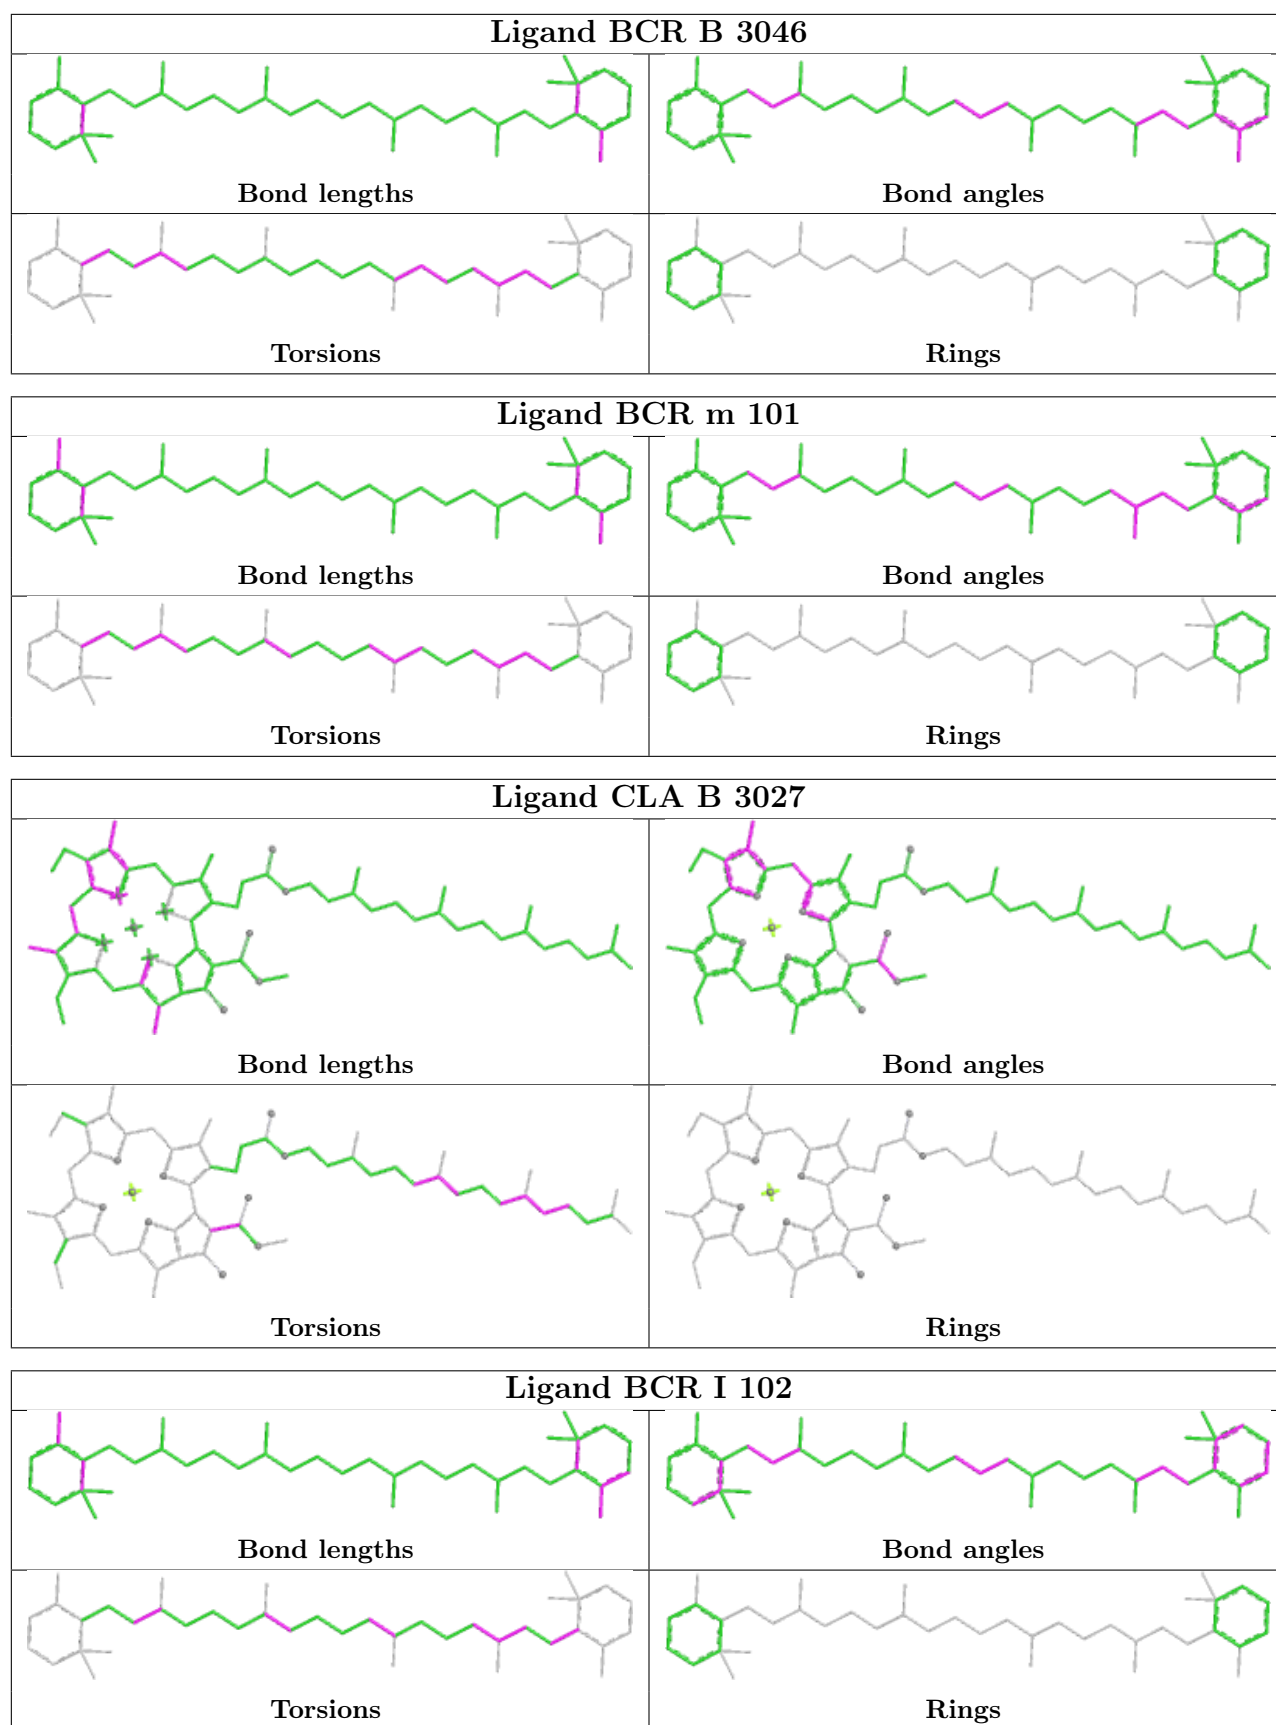 Ligand BCR B 3046
Bond lengths
Bond angles
Torsions
Rings
Ligand BCR m 101
Bond lengths
Bond angles
Torsions
Rings
Ligand CLA B 3027
Bond lengths
Bond angles
Torsions
Rings
Ligand BCR I 102
Bond lengths
Bond angles
Torsions
Rings